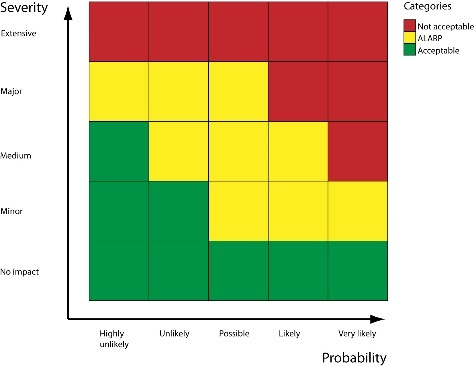 Severity
Categories
Not acceptable
ALARP
Acceptable
Extensive
Major
Medium
Minor
No impact
Highly
unlikely
Unlikely
Possible
Likely
Very likely
Probability